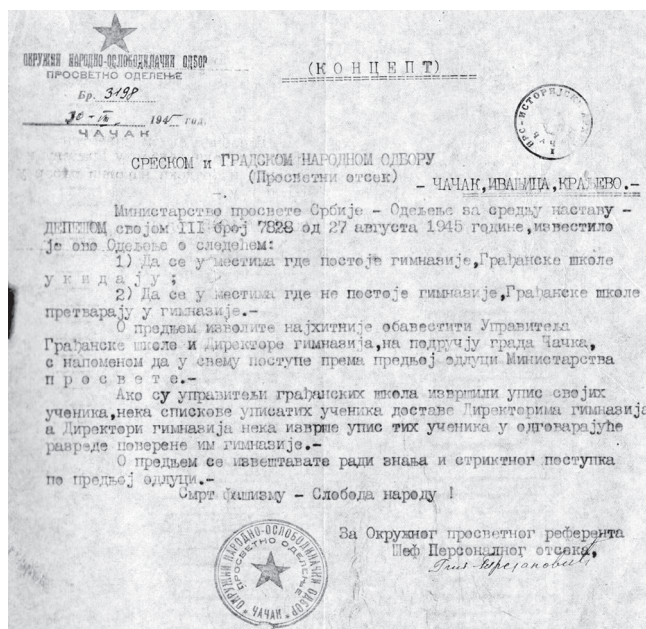 ОКРУЖНИ НАРОДНО-ОСЛОБОДИЛАЧКИ ОДБОР
ПРОСВЕТНО ОДЕЛЕЊЕ
Бр. 3198
1945 год.
ЧАЧАК
(КОНЦЕПТ)
СРЕСКОМ и ГРАДСКОМ НАРОДНОМ ОДБОРУ
(Просветни отсек)
- ЧАЧАК,ИВАЊИЦА,КРАЉЕВО.-
Министарство просвете Србије - Одељење за средњу наставу -
ДЕПЕШОМ својом III број 7828 од 27 августа 1945 године,известило
је ово Одељење о следећем:
1) Да се у местима где постоје гимназије,Грађанске школе
у к и д а ј у ;
2) Да се у местима где не постоје гимназије,Грађанске школе
претварају у гимназије.-
О предњем изволите најхитније обавестити Управитеља
Грађанске школе и Директоре гимназија,на подручју града Чачка,
с напоменом да у свему поступе према предњој одлуци Министарства
п р о с в е т е.-
Ако су управитељи грађанских школа извршили упис својих
ученика,нека спискове уписатих ученика доставе Директорима гимназија
а Директори гимназија нека изврше упис тих ученика у одговарајуће
разреде поверене им гимназије.-
О предњем се извештавате ради знања и стриктног поступка
по предњој одлуци.-
Смрт фашизму - Слобода народу !
За Окружног просветног референта
Шеф Персоналног отсека,
ОКРУЖНИ НАРОДНО-ОСЛОБОДИЛАЧКИ ОДБОР
ПРОСВЕТНО ОДЕЛЕЊЕ
ЧАЧАК